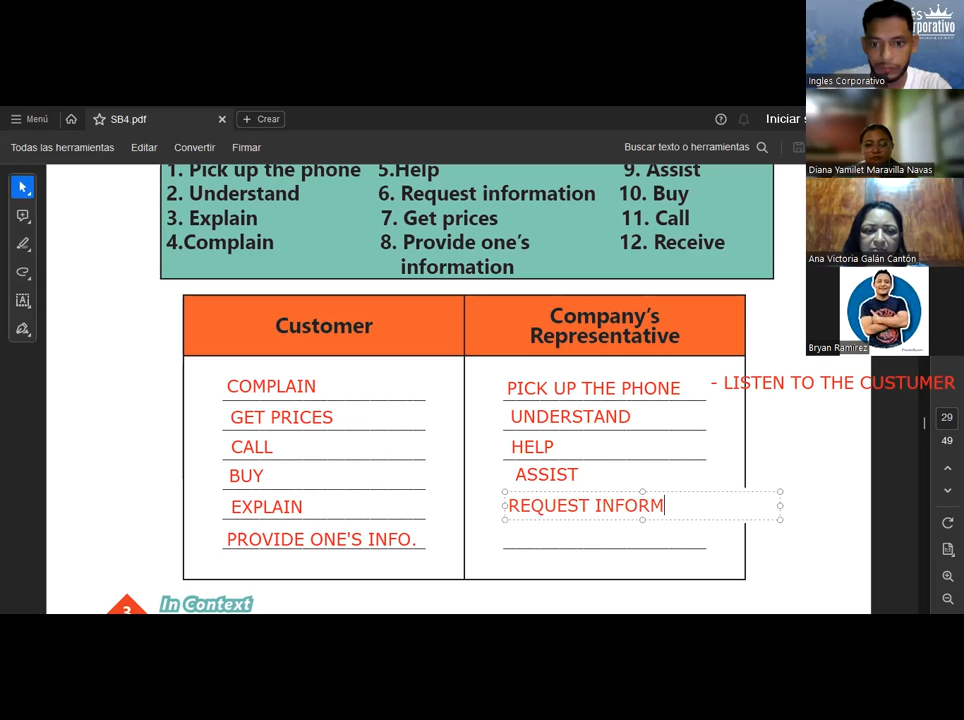 és
orporativo
Ingles Corporativo
Menú
SB4.pdf
Crear
Iniciar s
Todas las herramientas
Editar
Convertir
Firmar
Buscar texto o herramientas
Diana Yamilet Maravilla Navas
1. Pick up the phone 5.Help 9. Assist
2. Understand 6. Request information 10. Buy
3. Explain 7. Get prices 11. Call
4.Complain 8. Provide one's 12. Receive
information
Ana Victoria Galán Cantón
Customer
Company's
Representative
Bryan Ramirez
COMPLAIN
PICK UP THE PHONE
- LISTEN TO THE CUSTUMER
GET PRICES
UNDERSTAND
29
CALL
HELP
49
BUY
ASSIST
EXPLAIN
REQUEST INFORM
PROVIDE ONE'S INFO.
3
In Context